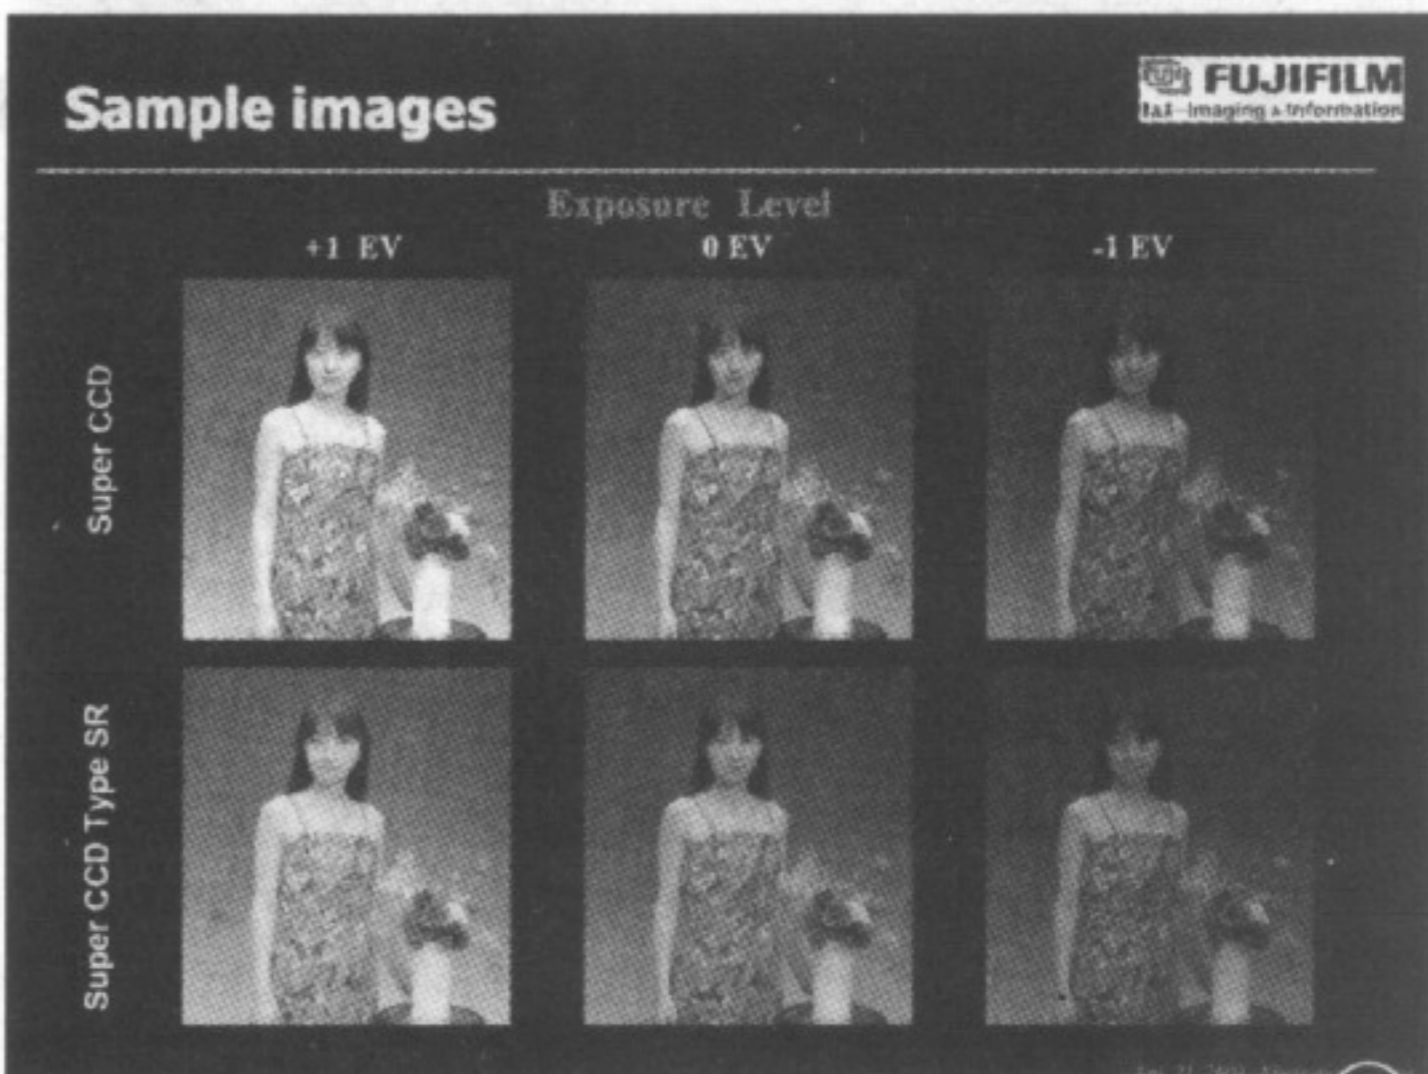 Sample images
FUJIFILM
I&I-Imaging & Information
Exposure Level
+1 EV
0 EV
-1 EV
Super CCD
Super CCD Type SR